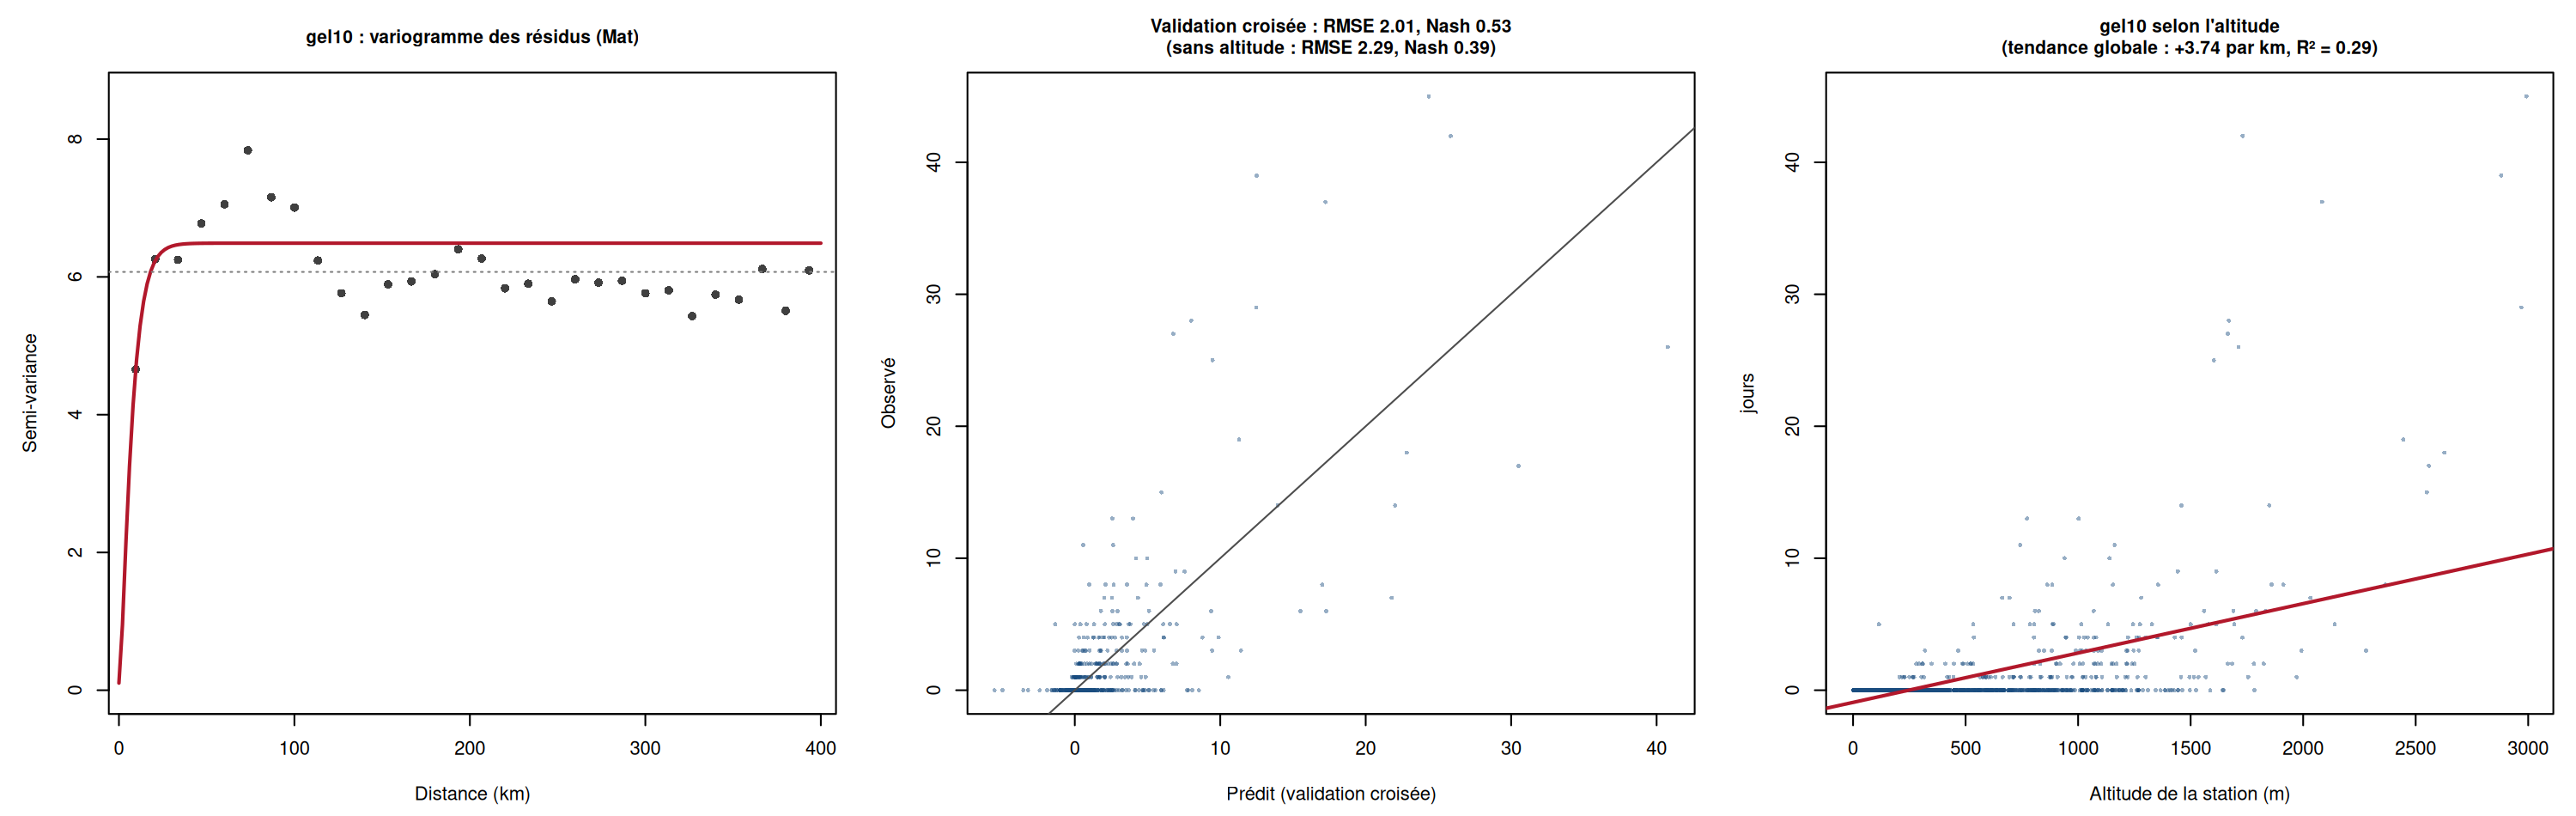 gel10 : variogramme des résidus (Mat)
Semi-variance
8
6
4
2
0
0 100 200 300 400
Distance (km)
Validation croisée : RMSE 2.01, Nash 0.53
(sans altitude : RMSE 2.29, Nash 0.39)
Observé
40
30
20
10
0
0 10 20 30 40
Prédit (validation croisée)
gel10 selon l'altitude
(tendance globale : +3.74 par km, R² = 0.29)
jours
40
30
20
10
0
0 500 1000 1500 2000 2500 3000
Altitude de la station (m)